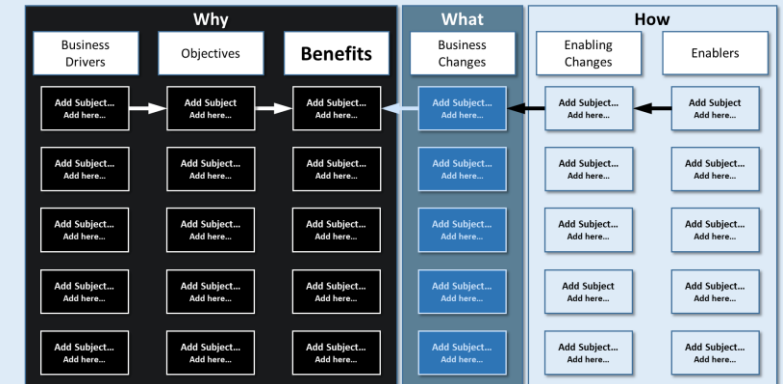 Why
What
How
Business
Drivers
Objectives
Benefits
Business
Changes
Enabling
Changes
Enablers
Add Subject...
Add here...
Add Subject
Add here...
Add Subject...
Add here...
Add Subject...
Add here...
Add Subject...
Add here...
Add Subject
Add here...
Add Subject...
Add here...
Add Subject...
Add here...
Add Subject...
Add here...
Add Subject...
Add here...
Add Subject...
Add here...
Add Subject...
Add here...
Add Subject...
Add here...
Add Subject...
Add here...
Add Subject...
Add here...
Add Subject...
Add here...
Add Subject...
Add here...
Add Subject...
Add here...
Add Subject...
Add here...
Add Subject...
Add here...
Add Subject...
Add here...
Add Subject...
Add here...
Add Subject
Add here...
Add Subject...
Add here...
Add Subject...
Add here...
Add Subject...
Add here...
Add Subject...
Add here...
Add Subject...
Add here...
Add Subject...
Add here...
Add Subject...
Add here...